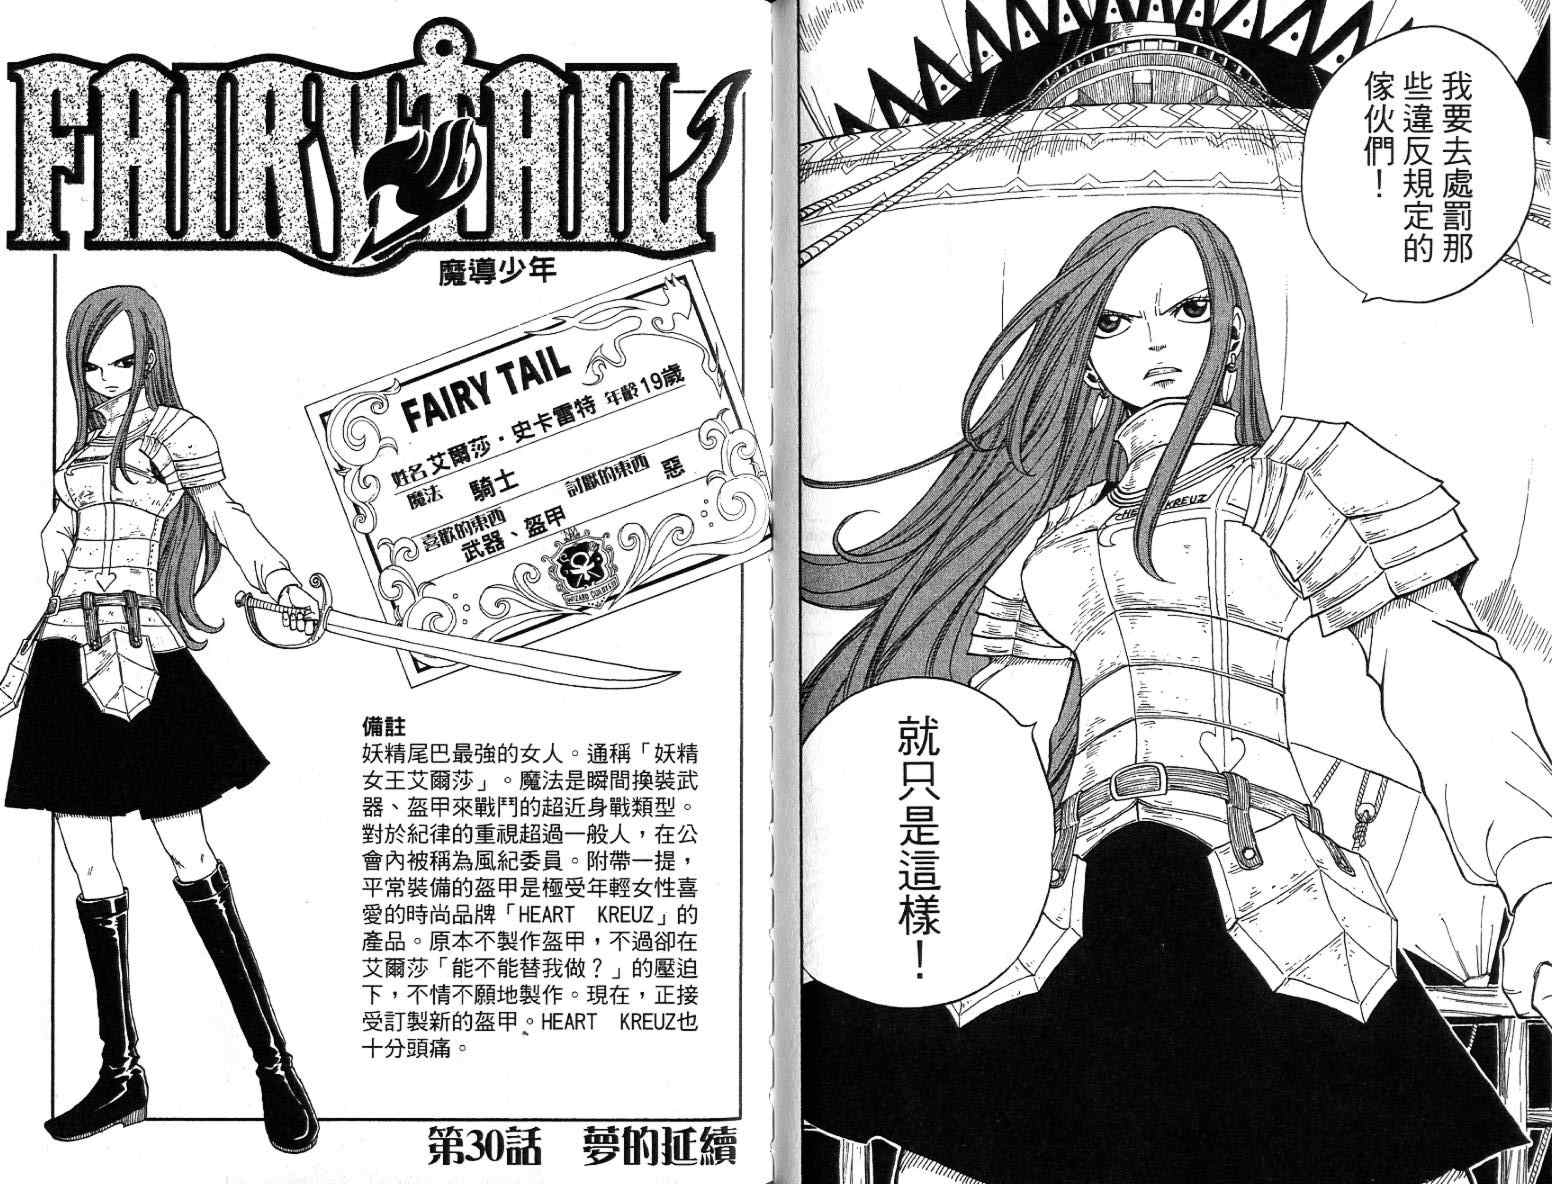 我要去處罰那
些違反規定的
傢伙們！
CHEART KREUZ
就只是這樣！
FAIRY TAIL
魔導少年
FAIRY TAIL
姓名 艾爾莎・史卡雷特 年齡 19歲
魔法 騎士 討厭的東西 惡
喜歡的東西
武器、盔甲
WIZARD GUILD
備註
妖精尾巴最強的女人。通稱「妖精
女王艾爾莎」。魔法是瞬間換裝武
器、盔甲來戰鬥的超近身戰類型。
對於紀律的重視超過一般人，在公
會內被稱為風紀委員。附帶一提，
平常裝備的盔甲是極受年輕女性喜
愛的時尚品牌「HEART KREUZ」的
產品。原本不製作盔甲，不過卻在
艾爾莎「能不能替我做？」的壓迫
下，不情不願地製作。現在，正接
受訂製新的盔甲。HEART KREUZ也
十分頭痛。
第30話 夢的延續